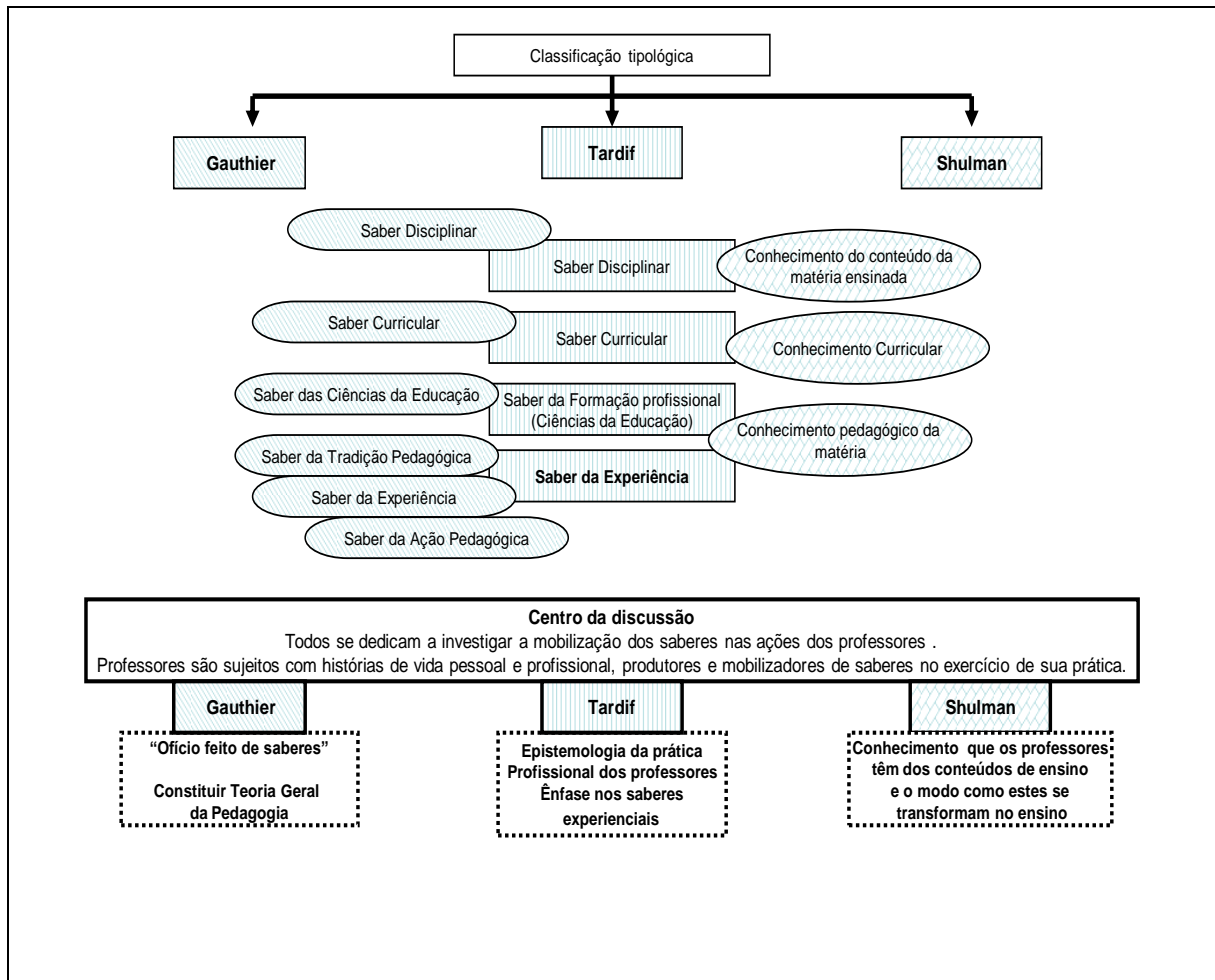 Classificação tipológica
Gauthier
Tardif
Shulman
Saber Disciplinar
Saber Disciplinar
Conhecimento do conteúdo da
matéria ensinada
Saber Curricular
Saber Curricular
Conhecimento Curricular
Saber das Ciências da Educação
Saber da Formação profissional
(Ciências da Educação)
Conhecimento pedagógico da
matéria
Saber da Tradição Pedagógica
Saber da Experiência
Saber da Experiência
Saber da Ação Pedagógica
Centro da discussão
Todos se dedicam a investigar a mobilização dos saberes nas ações dos professores .
Professores são sujeitos com histórias de vida pessoal e profissional, produtores e mobilizadores de saberes no exercício de sua prática.
Gauthier
“Ofício feito de saberes”
Constituir Teoria Geral
da Pedagogia
Tardif
Epistemologia da prática
Profissional dos professores
Ênfase nos saberes
experienciais
Shulman
Conhecimento que os professores
têm dos conteúdos de ensino
e o modo como estes se
transformam no ensino